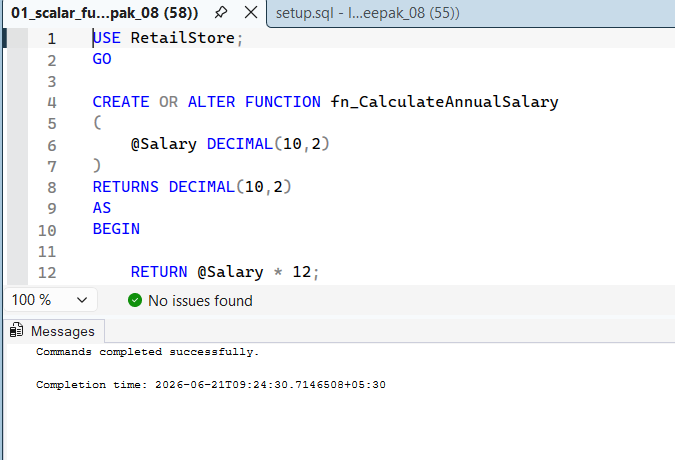 01_scalar_fu...pak_08 (58))
setup.sql - l...eepak_08 (55))
1 USE RetailStore;
2 GO
3
4 CREATE OR ALTER FUNCTION fn_CalculateAnnualSalary
5 (
6 @Salary DECIMAL(10,2)
7 )
8 RETURNS DECIMAL(10,2)
9 AS
10 BEGIN
11
12 RETURN @Salary * 12;
100 %
No issues found
Messages
Commands completed successfully.
Completion time: 2026-06-21T09:24:30.7146508+05:30